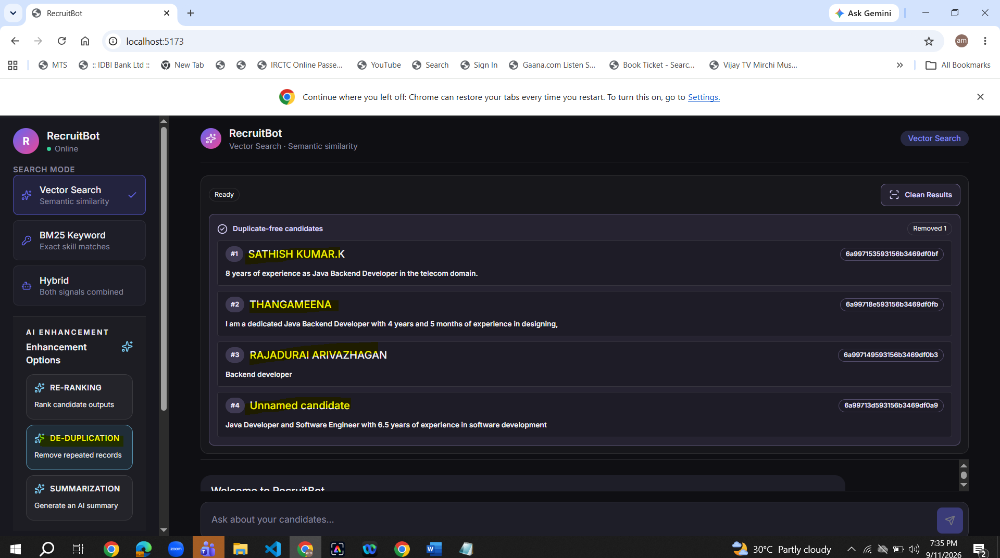 RecruitBot
Ask Gemini
localhost:5173
am
MTS
:: IDBI Bank Ltd ::
New Tab
IRCTC Online Passe...
YouTube
Search
Sign In
Gaana.com Listen S...
Book Ticket - Searc...
Vijay TV Mirchi Mus...
All Bookmarks
Continue where you left off: Chrome can restore your tabs every time you restart. To turn this on, go to Settings.
R
RecruitBot
Online
SEARCH MODE
Vector Search
Semantic similarity
BM25 Keyword
Exact skill matches
Hybrid
Both signals combined
AI ENHANCEMENT
Enhancement
Options
RE-RANKING
Rank candidate outputs
DE-DUPLICATION
Remove repeated records
SUMMARIZATION
Generate an AI summary
RecruitBot
Vector Search · Semantic similarity
Vector Search
Ready
Clean Results
Duplicate-free candidates
Removed 1
#1 SATHISH KUMAR.K
6a997153593156b3469df0bf
8 years of experience as Java Backend Developer in the telecom domain.
#2 THANGAMEENA
6a99718e593156b3469df0fb
I am a dedicated Java Backend Developer with 4 years and 5 months of experience in designing,
#3 RAJADURAI ARIVAZHAGAN
6a997149593156b3469df0b3
Backend developer
#4 Unnamed candidate
6a99713d593156b3469df0a9
Java Developer and Software Engineer with 6.5 years of experience in software development
Welcome to RecruitBot
Ask about your candidates...
zoom
T
am
W
30°C Partly cloudy
7:35 PM
9/11/2026
2